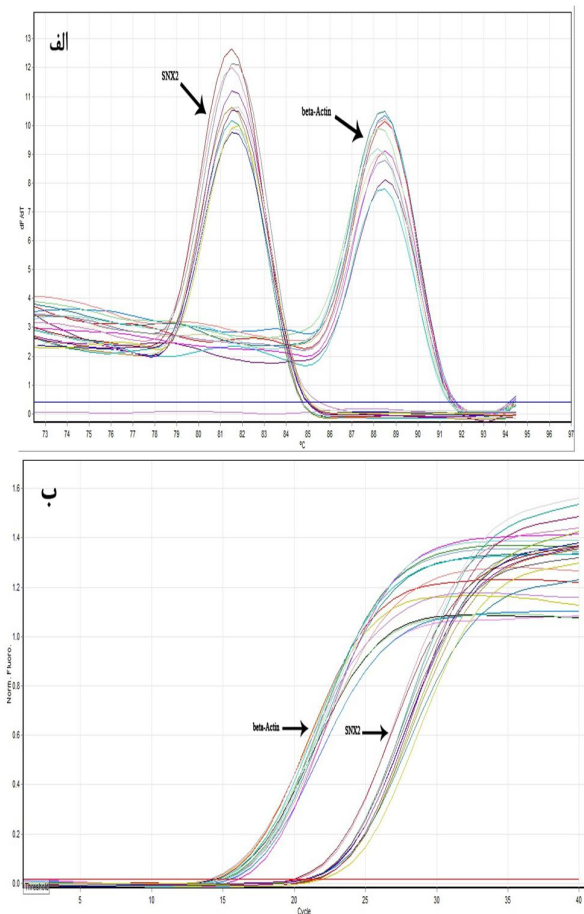 الف
13
12
11
10
9
8
7
6
5
4
3
2
1
0
dF/dT
SNX2
beta-Actin
73 74 75 76 77 78 79 80 81 82 83 84 85 86 87 88 89 90 91 92 93 94 95 96 97
°C
ب
1.6
1.4
1.2
1.0
0.8
0.6
0.4
0.2
0.0
Norm. Fluoro.
beta-Actin
SNX2
Threshold
5 10 15 20 25 30 35 40
Cycle